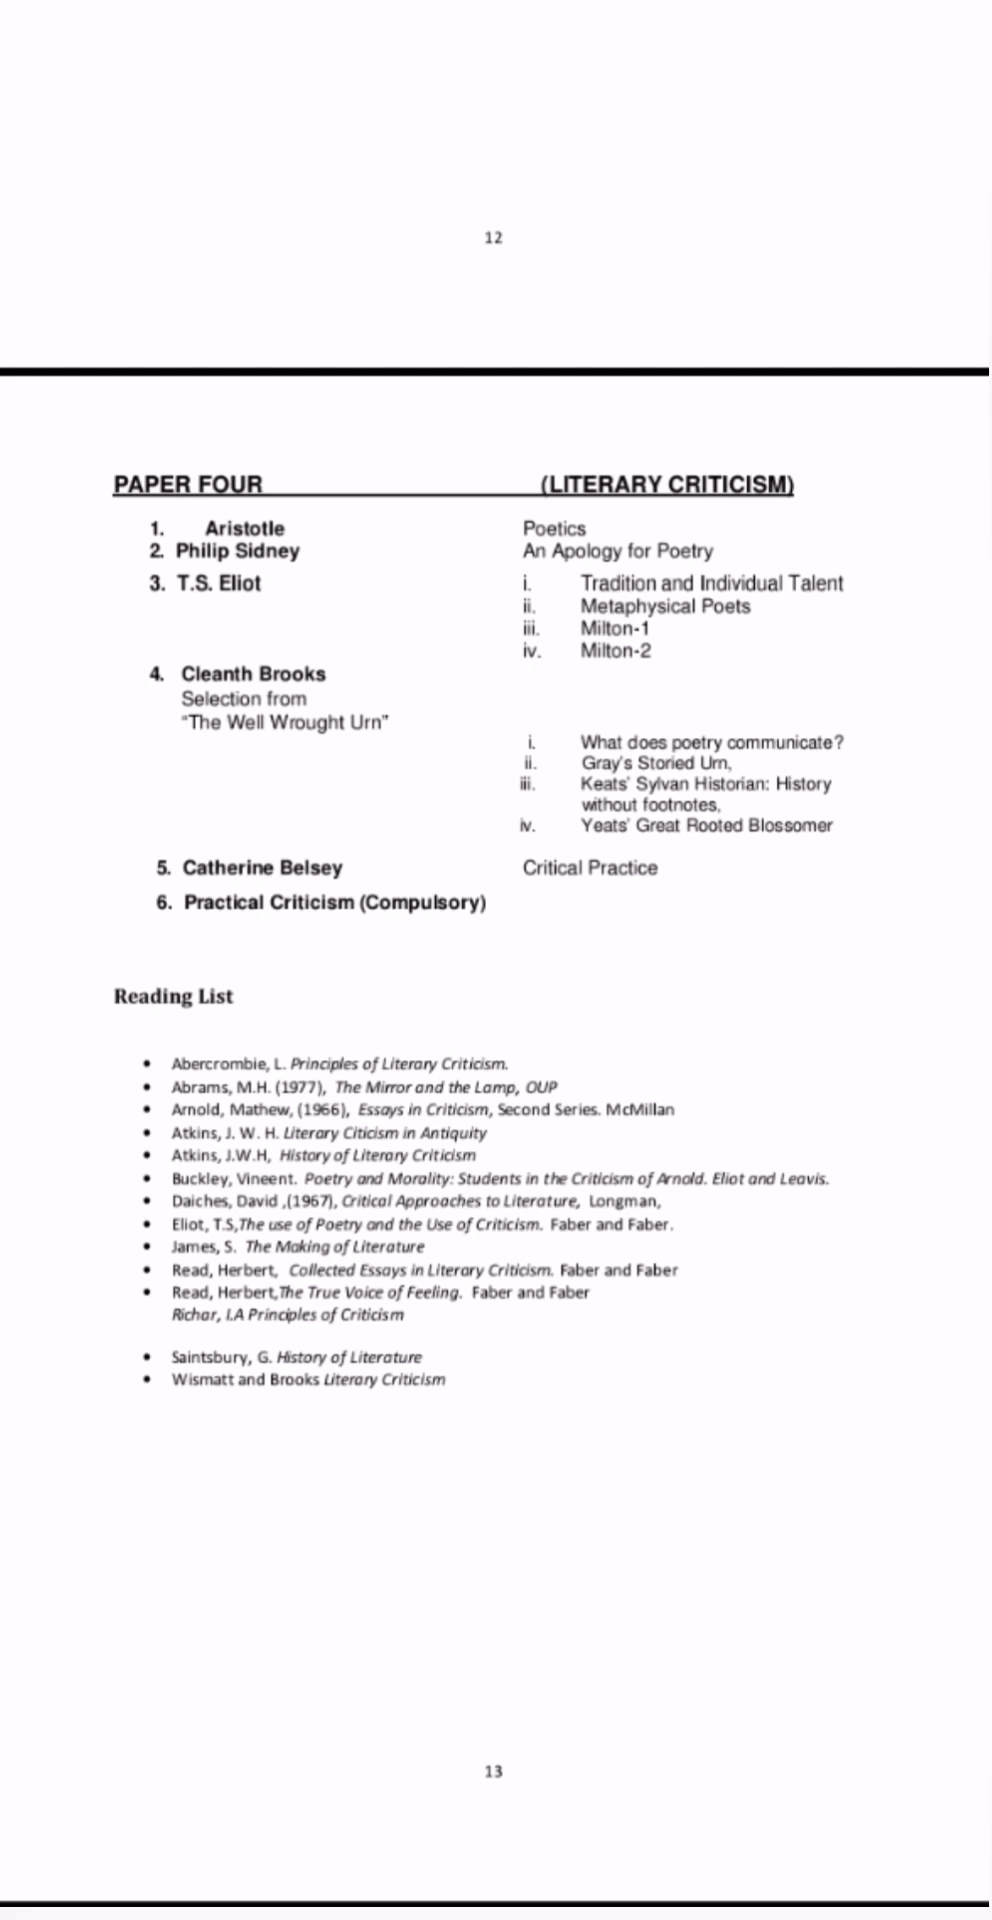 12
PAPER FOUR (LITERARY CRITICISM)
1. Aristotle Poetics
2. Philip Sidney An Apology for Poetry
3. T.S. Eliot i. Tradition and Individual Talent
ii. Metaphysical Poets
iii. Milton-1
iv. Milton-2
4. Cleanth Brooks
Selection from
"The Well Wrought Urn"
i. What does poetry communicate?
ii. Gray's Storied Urn,
iii. Keats' Sylvan Historian: History
without footnotes,
iv. Yeats' Great Rooted Blossomer
5. Catherine Belsey Critical Practice
6. Practical Criticism (Compulsory)
Reading List
• Abercrombie, L. Principles of Literary Criticism.
• Abrams, M.H. (1977), The Mirror and the Lamp, OUP
• Arnold, Mathew, (1966), Essays in Criticism, Second Series. McMillan
• Atkins, J. W. H. Literary Citicism in Antiquity
• Atkins, J.W.H, History of Literary Criticism
• Buckley, Vineent. Poetry and Morality: Students in the Criticism of Arnold. Eliot and Leavis.
• Daiches, David ,(1967), Critical Approaches to Literature, Longman,
• Eliot, T.S,The use of Poetry and the Use of Criticism. Faber and Faber.
• James, S. The Making of Literature
• Read, Herbert, Collected Essays in Literary Criticism. Faber and Faber
• Read, Herbert,The True Voice of Feeling. Faber and Faber
Richar, I.A Principles of Criticism
• Saintsbury, G. History of Literature
• Wismatt and Brooks Literary Criticism
13